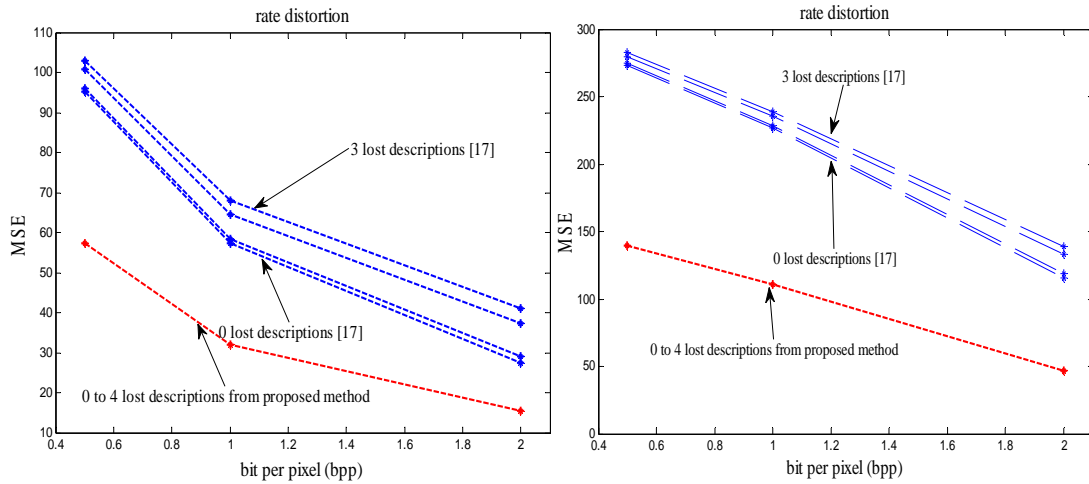 rate distortion
110
100
90
80
70
60
50
40
30
20
10
MSE
3 lost descriptions [17]
0 lost descriptions [17]
0 to 4 lost descriptions from proposed method
0.4 0.6 0.8 1 1.2 1.4 1.6 1.8 2
bit per pixel (bpp)
rate distortion
300
250
200
150
100
50
0
MSE
3 lost descriptions [17]
0 lost descriptions [17]
0 to 4 lost descriptions from proposed method
0.4 0.6 0.8 1 1.2 1.4 1.6 1.8 2
bit per pixel (bpp)